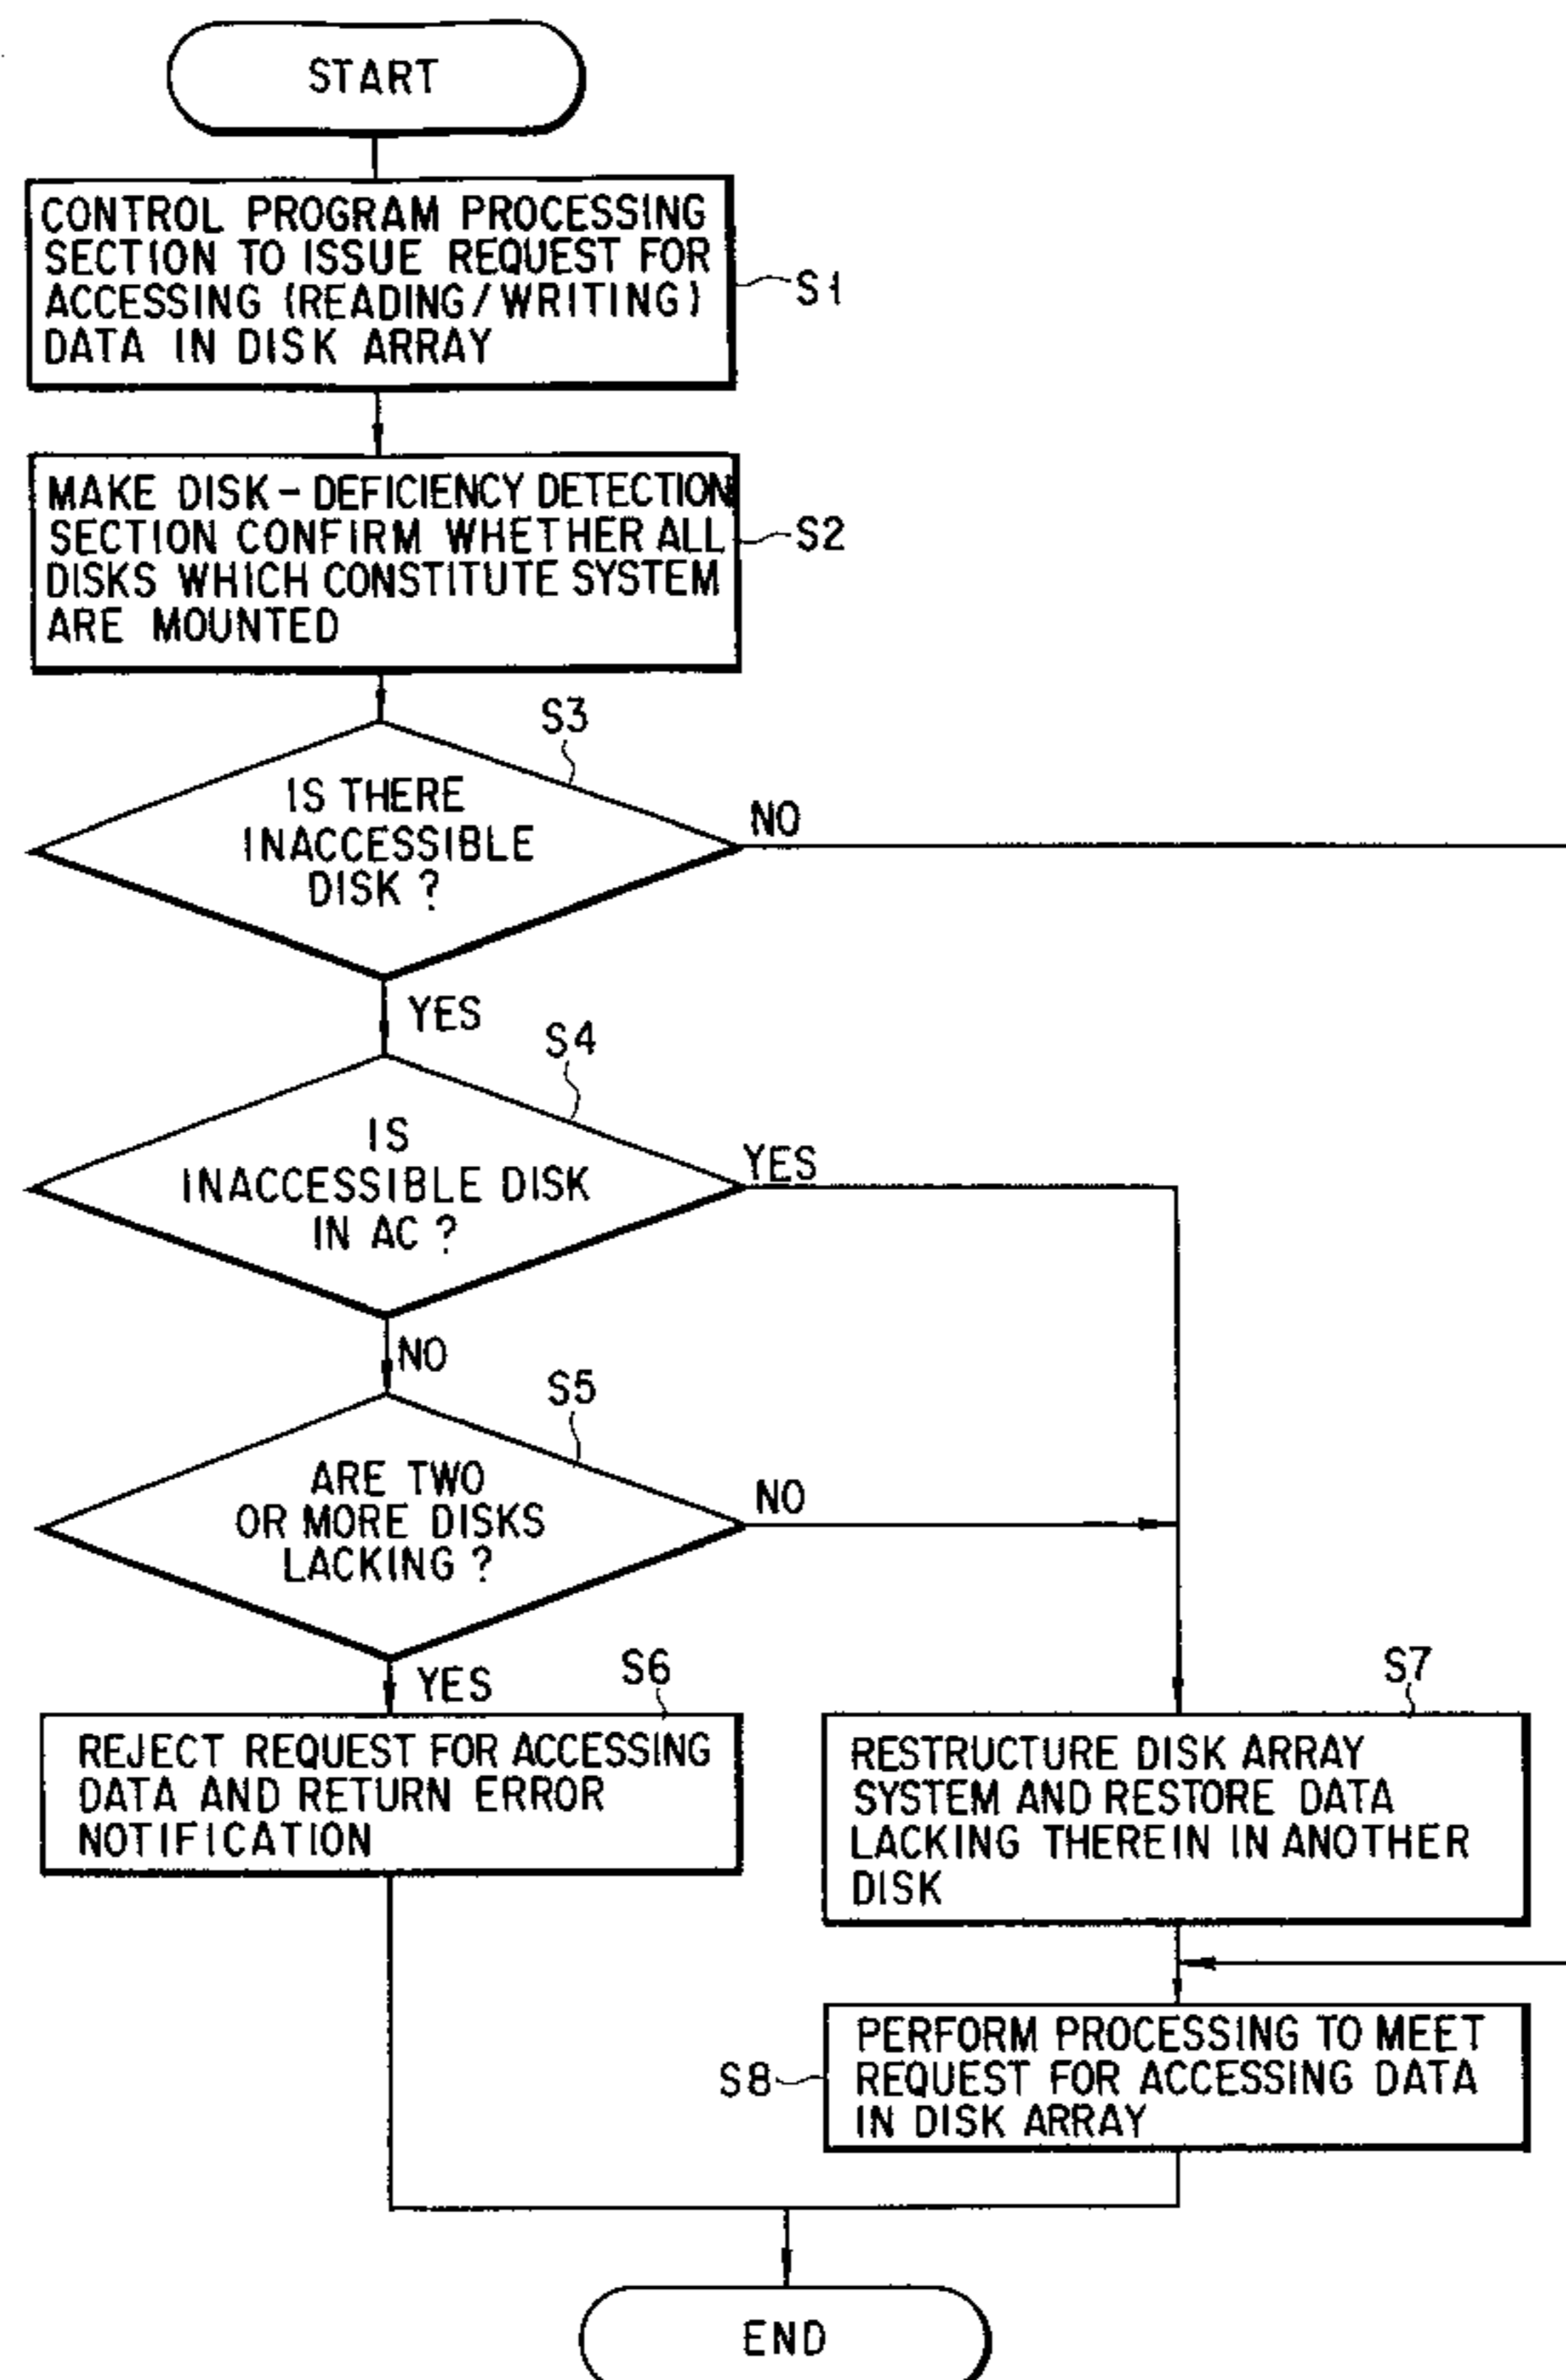 START
CONTROL PROGRAM PROCESSING
SECTION TO ISSUE REQUEST FOR
ACCESSING (READING/WRITING)
DATA IN DISK ARRAY
S1
MAKE DISK-DEFICIENCY DETECTION
SECTION CONFIRM WHETHER ALL
DISKS WHICH CONSTITUTE SYSTEM
ARE MOUNTED
S2
S3
IS THERE
INACCESSIBLE
DISK ?
NO
YES
S4
IS
INACCESSIBLE DISK
IN AC ?
YES
NO
S5
ARE TWO
OR MORE DISKS
LACKING ?
NO
YES
S6
REJECT REQUEST FOR ACCESSING
DATA AND RETURN ERROR
NOTIFICATION
S7
RESTRUCTURE DISK ARRAY
SYSTEM AND RESTORE DATA
LACKING THEREIN IN ANOTHER
DISK
S8
PERFORM PROCESSING TO MEET
REQUEST FOR ACCESSING DATA
IN DISK ARRAY
END